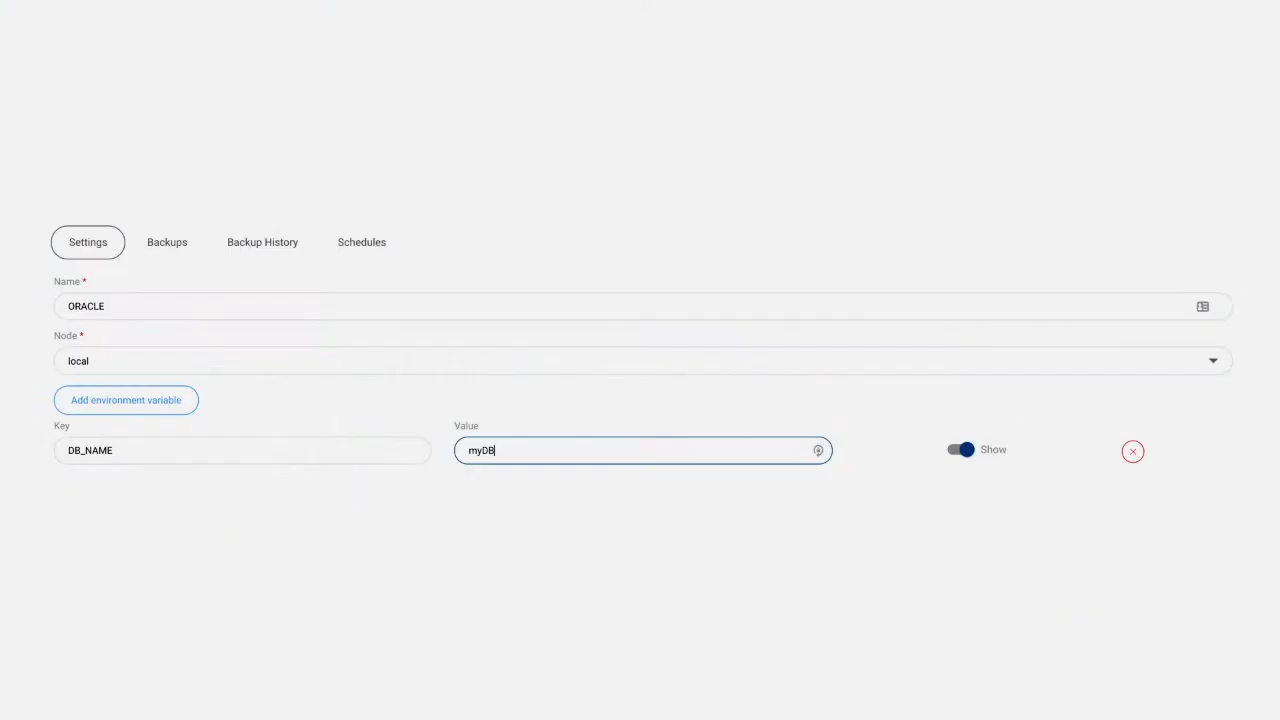 Settings Backups Backup History Schedules
Name *
ORACLE
Node *
local
Add environment variable
Key Value
DB_NAME myDB Show